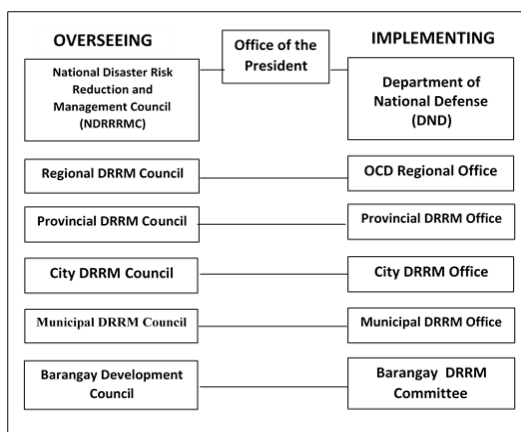 OVERSEEING
Office of the
President
IMPLEMENTING
National Disaster Risk
Reduction and
Management Council
(NDRRRMC)
Department of
National Defense
(DND)
Regional DRRM Council
OCD Regional Office
Provincial DRRM Council
Provincial DRRM Office
City DRRM Council
City DRRM Office
Municipal DRRM Council
Municipal DRRM Office
Barangay Development
Council
Barangay DRRM
Committee